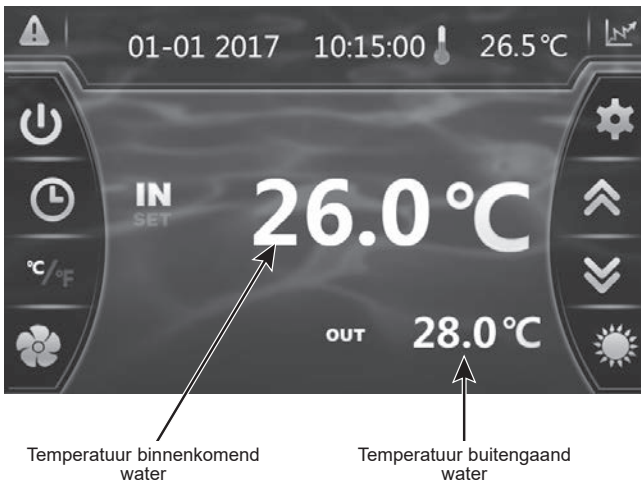 01-01 2017 10:15:00 26.5°C
IN 26.0°C
SET
°C/°F
OUT 28.0°C
Temperatuur binnenkomend
water
Temperatuur buitengaand
water